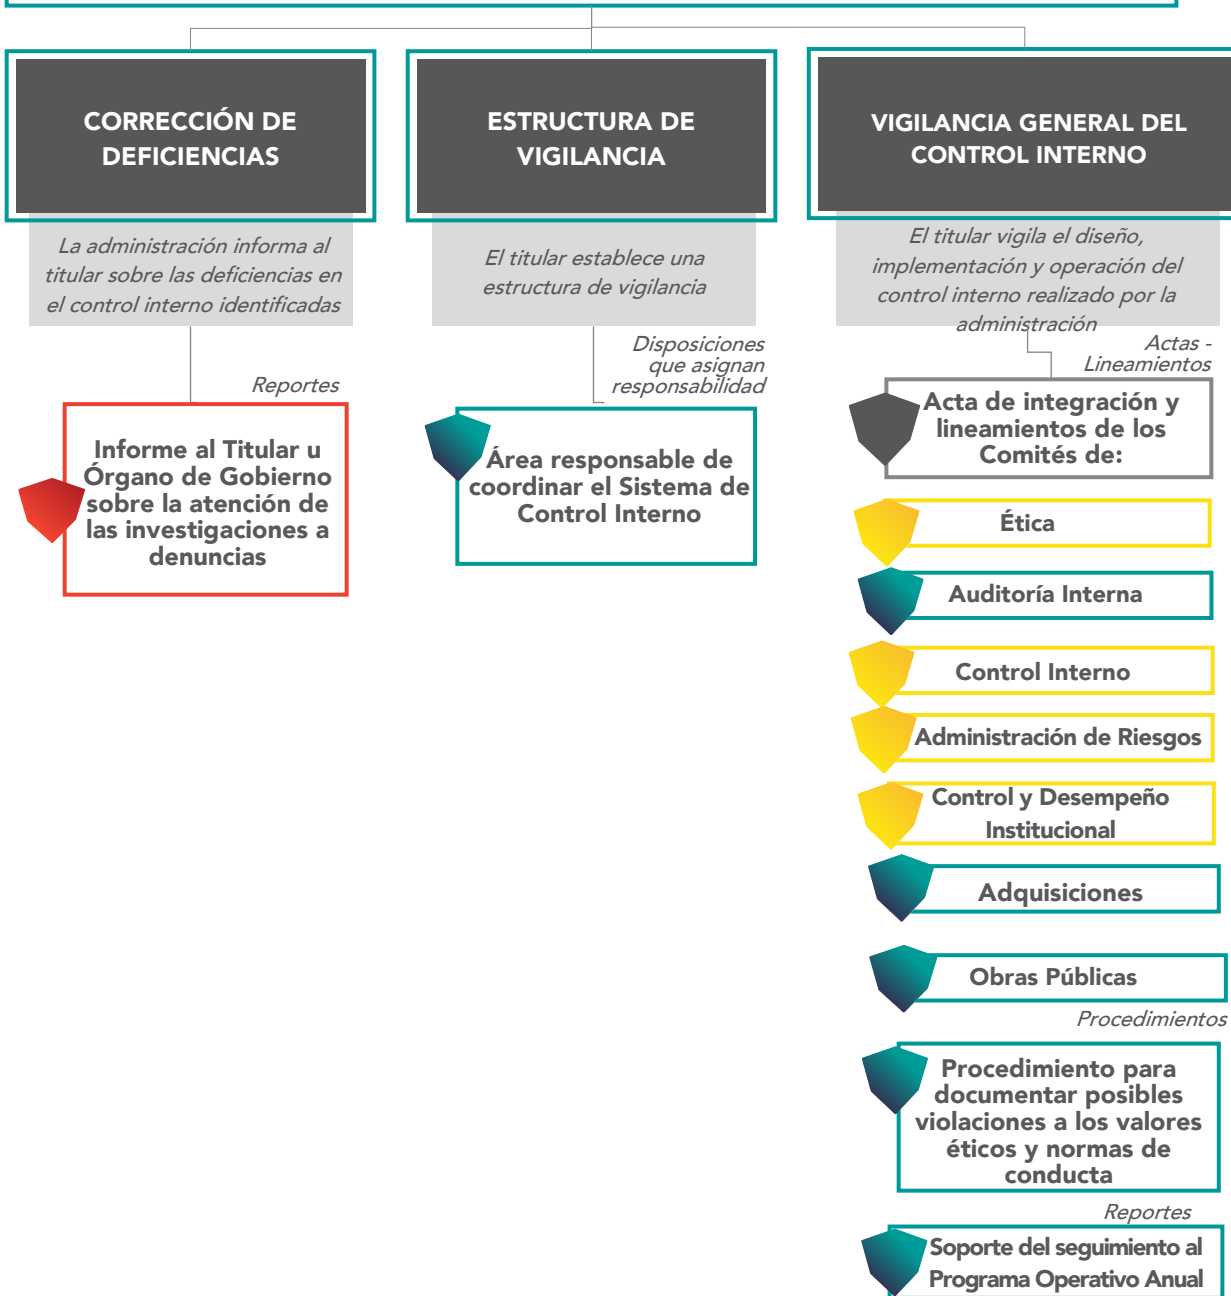 CORRECCIÓN DE
DEFICIENCIAS
La administración informa al
titular sobre las deficiencias en
el control interno identificadas
Reportes
Informe al Titular u
Órgano de Gobierno
sobre la atención de
las investigaciones a
denuncias
ESTRUCTURA DE
VIGILANCIA
El titular establece una
estructura de vigilancia
Disposiciones
que asignan
responsabilidad
Área responsable de
coordinar el Sistema de
Control Interno
VIGILANCIA GENERAL DEL
CONTROL INTERNO
El titular vigila el diseño,
implementación y operación del
control interno realizado por la
administración
Actas -
Lineamientos
Acta de integración y
lineamientos de los
Comités de:
Ética
Auditoría Interna
Control Interno
Administración de Riesgos
Control y Desempeño
Institucional
Adquisiciones
Obras Públicas
Procedimientos
Procedimiento para
documentar posibles
violaciones a los valores
éticos y normas de
conducta
Reportes
Soporte del seguimiento al
Programa Operativo Anual